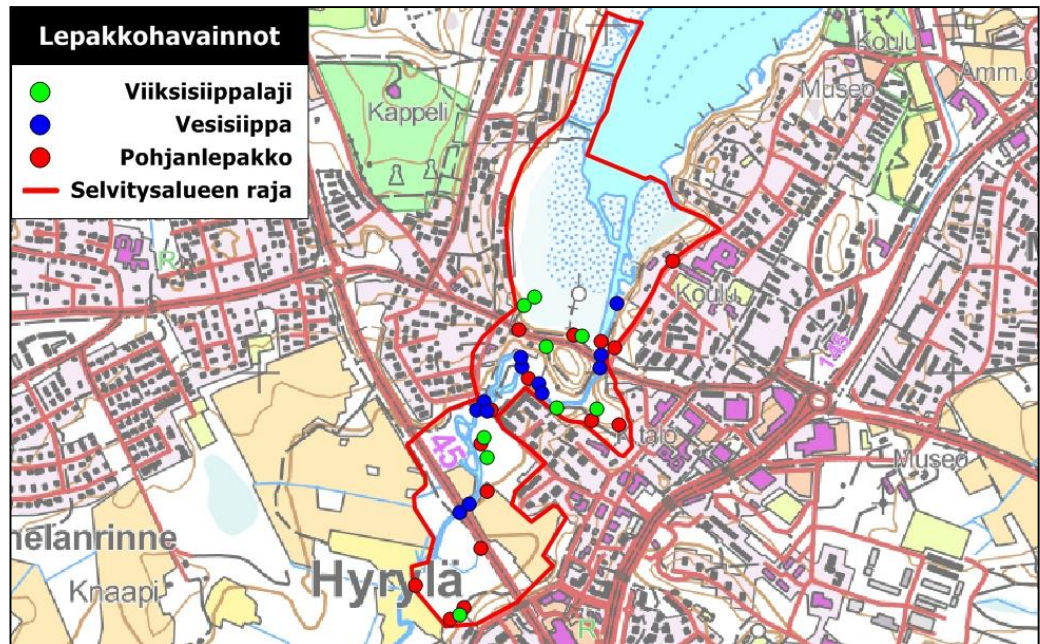 Lepakkohavainnot
Viiksisiippalaji
Vesisiippa
Pohjanlepakko
Selvitysalueen raja
Kappeli
Koulu
Museo
Amm.o
R
Koulu
145
45
Museo
nelanrinne
Knaapi
Hyrylä
R